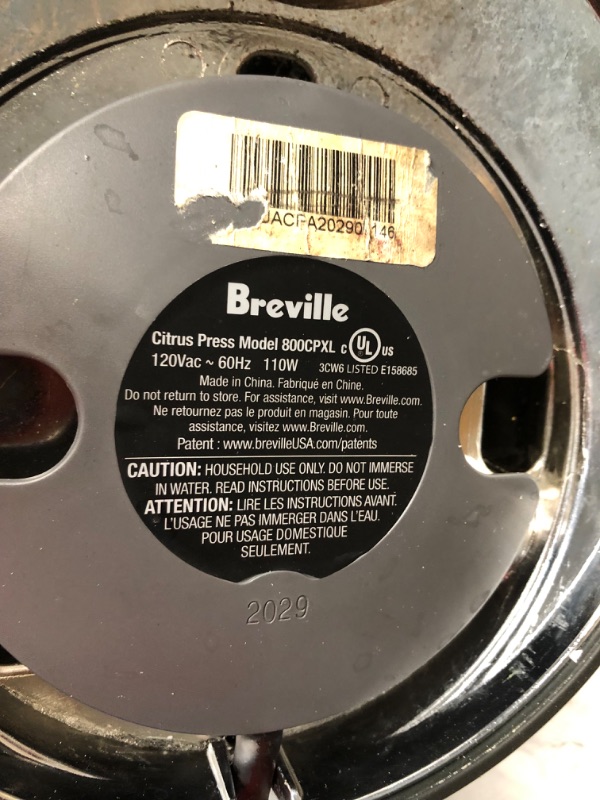 JACFA20290 146
Breville
Citrus Press Model 800CPXL c UL US
120Vac ~ 60Hz 110W 3CW6 LISTED E158685
Made in China. Fabriqué en Chine.
Do not return to store. For assistance, visit www.Breville.com.
Ne retournez pas le produit en magasin. Pour toute
assistance, visitez www.Breville.com.
Patent : www.brevilleUSA.com/patents
CAUTION: HOUSEHOLD USE ONLY. DO NOT IMMERSE
IN WATER. READ INSTRUCTIONS BEFORE USE.
ATTENTION: LIRE LES INSTRUCTIONS AVANT.
L'USAGE NE PAS IMMERGER DANS L'EAU.
POUR USAGE DOMESTIQUE
SEULEMENT.
2029